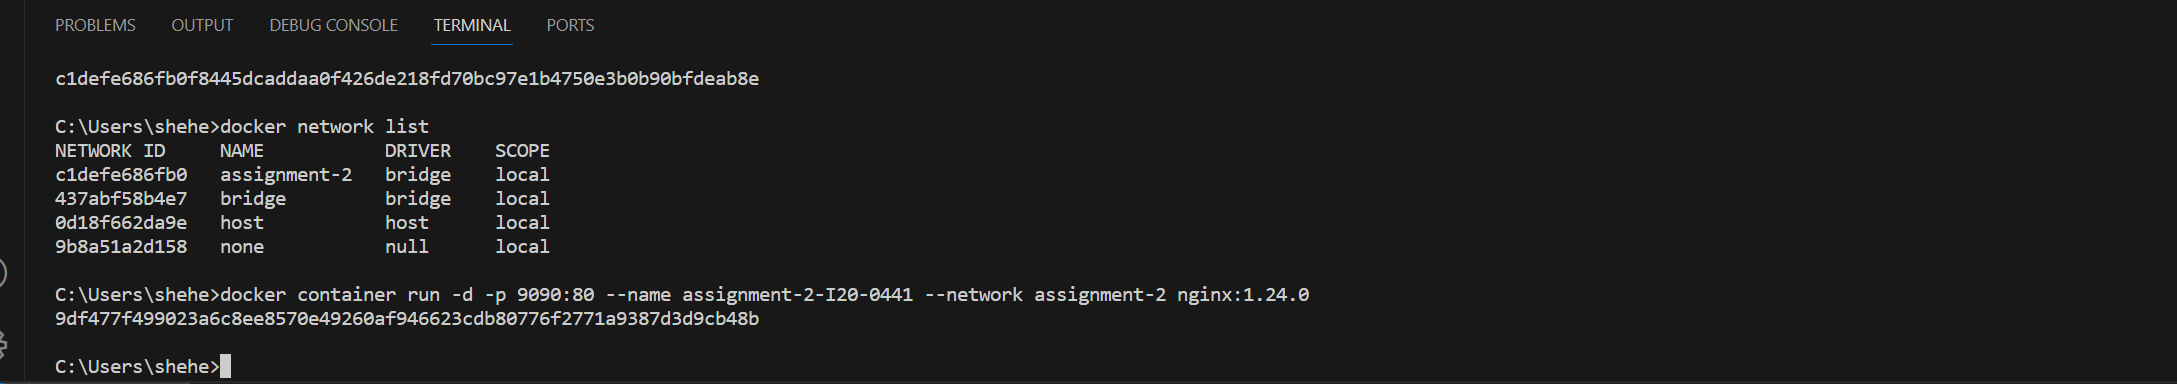 PROBLEMS OUTPUT DEBUG CONSOLE TERMINAL PORTS
c1defe686fb0f8445dcaddaa0f426de218fd70bc97e1b4750e3b0b90bfdeab8e
C:\Users\shehe>docker network list
NETWORK ID     NAME           DRIVER    SCOPE
c1defe686fb0   assignment-2   bridge    local
437abf58b4e7   bridge         bridge    local
0d18f662da9e   host           host      local
9b8a51a2d158   none           null      local
C:\Users\shehe>docker container run -d -p 9090:80 --name assignment-2-I20-0441 --network assignment-2 nginx:1.24.0
9df477f499023a6c8ee8570e49260af946623cdb80776f2771a9387d3d9cb48b
C:\Users\shehe>